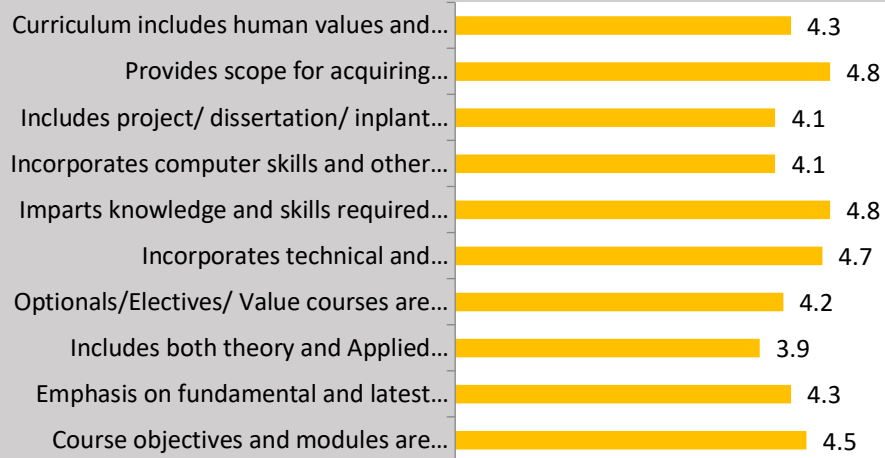 Curriculum includes human values and... 4.3
Provides scope for acquiring... 4.8
Includes project/ dissertation/ inplant... 4.1
Incorporates computer skills and other... 4.1
Imparts knowledge and skills required... 4.8
Incorporates technical and... 4.7
Optionals/Electives/ Value courses are... 4.2
Includes both theory and Applied... 3.9
Emphasis on fundamental and latest... 4.3
Course objectives and modules are... 4.5